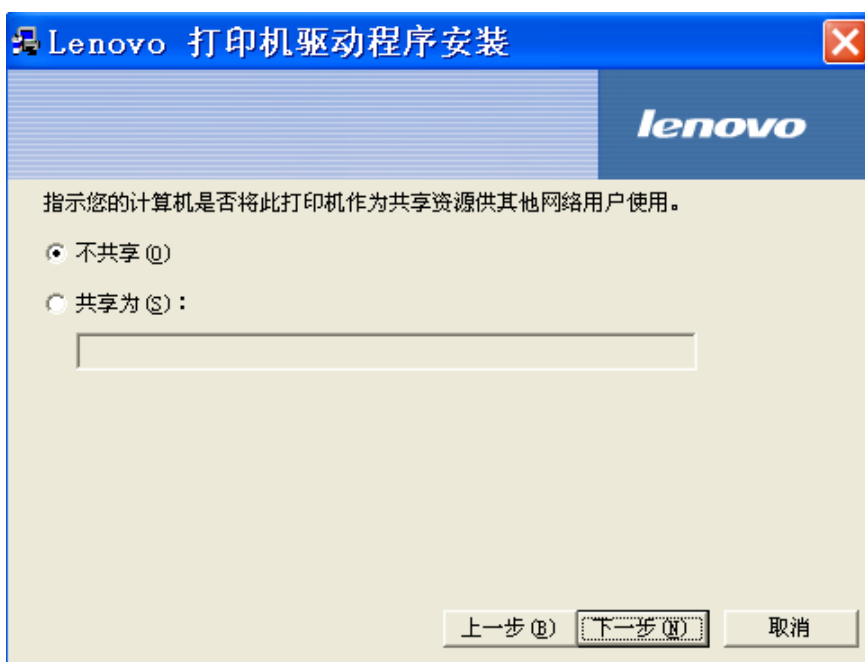 Lenovo 打印机驱动程序安装
lenovo
指示您的计算机是否将此打印机作为共享资源供其他网络用户使用。
不共享(O)
共享为(S)：
上一步(B) 下一步(N) 取消